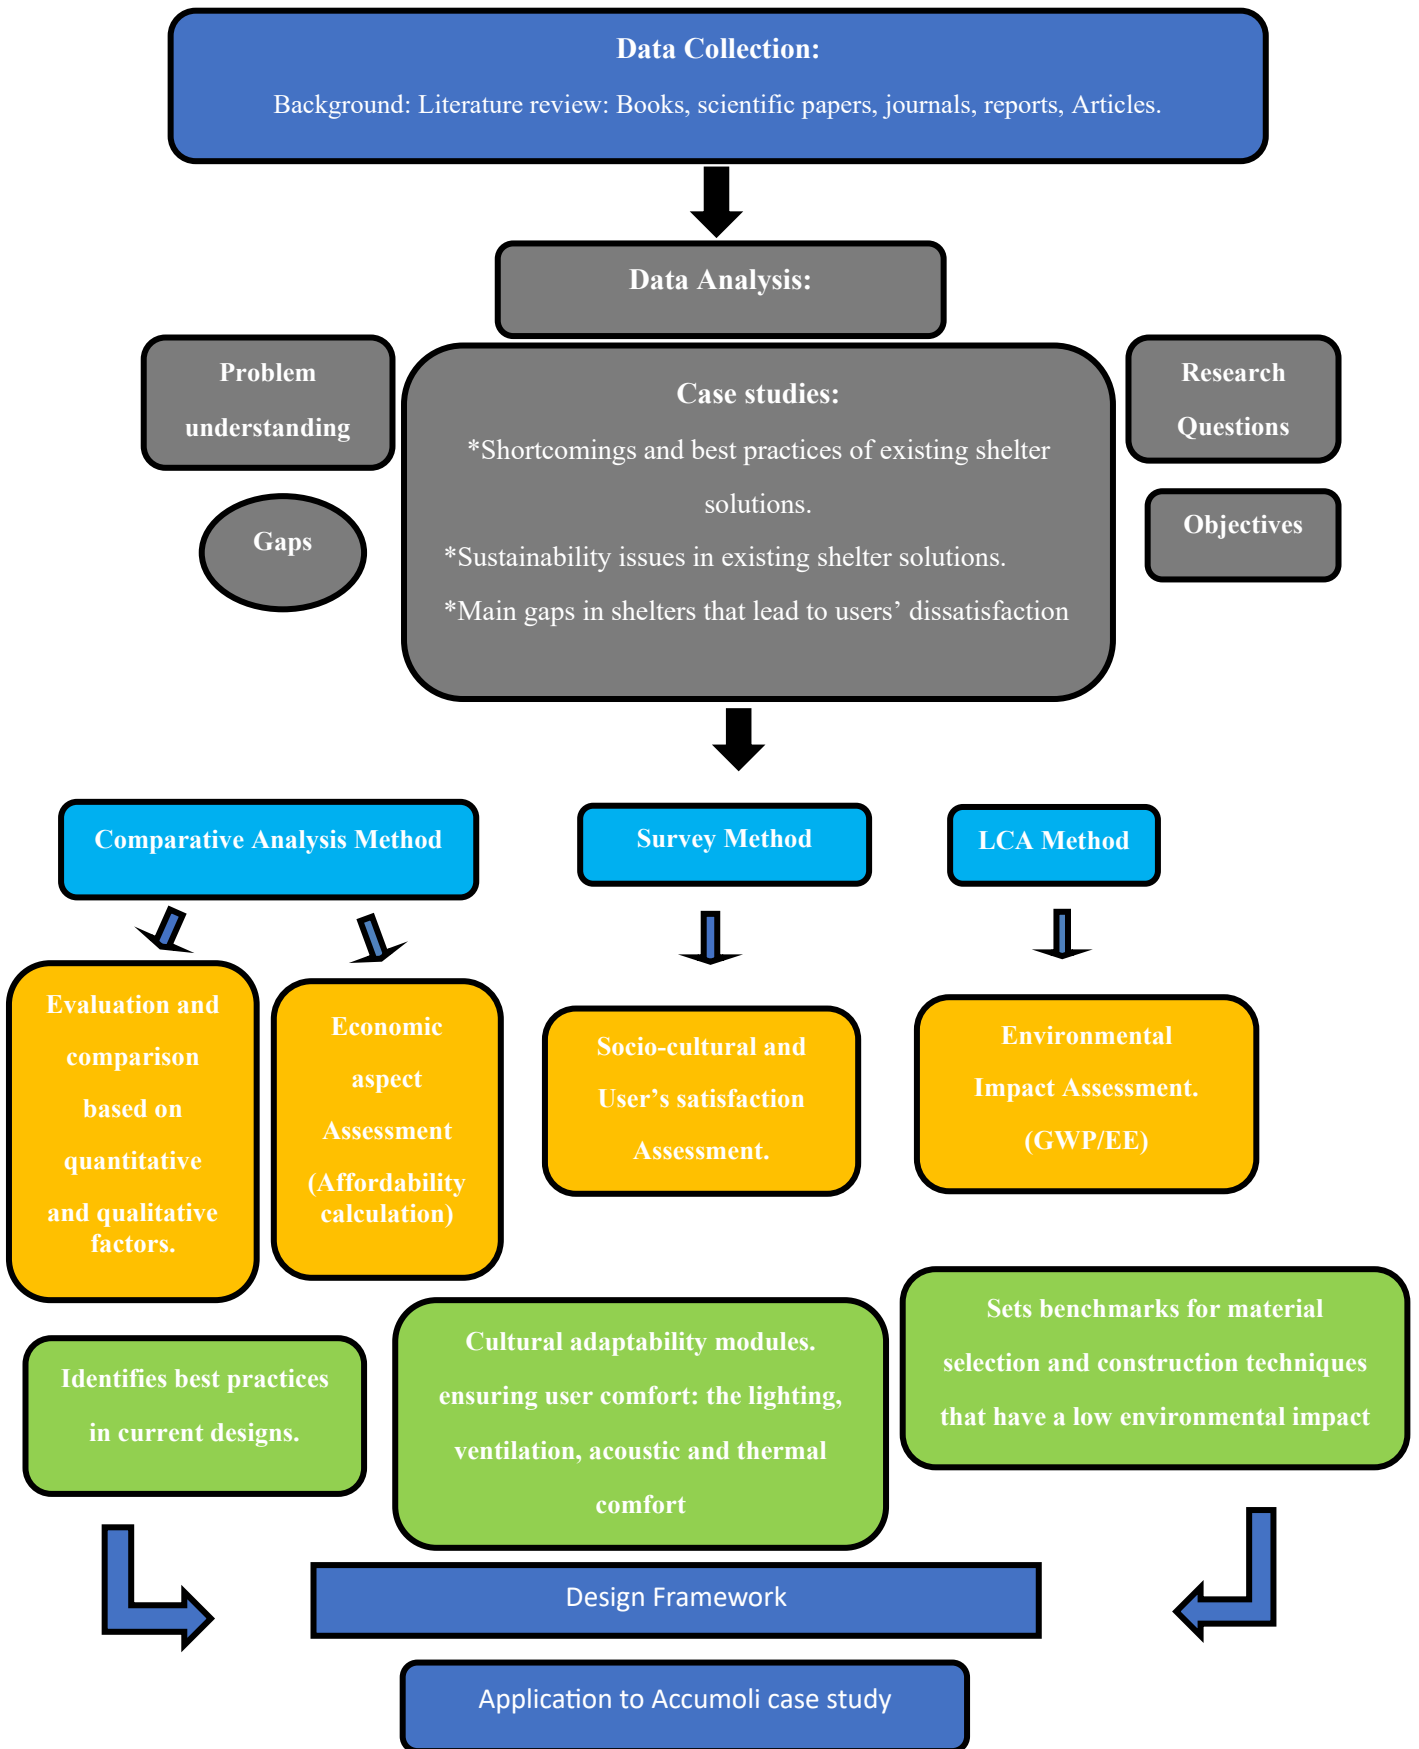 Data Collection:
Background: Literature review: Books, scientific papers, journals, reports, Articles.
Data Analysis:
Problem
understanding
Gaps
Case studies:
*Shortcomings and best practices of existing shelter
solutions.
*Sustainability issues in existing shelter solutions.
*Main gaps in shelters that lead to users’ dissatisfaction
Research
Questions
Objectives
Comparative Analysis Method
Survey Method
LCA Method
Evaluation and
comparison
based on
quantitative
and qualitative
factors.
Economic
aspect
Assessment
(Affordability
calculation)
Socio-cultural and
User’s satisfaction
Assessment.
Environmental
Impact Assessment.
(GWP/EE)
Identifies best practices
in current designs.
Cultural adaptability modules.
ensuring user comfort: the lighting,
ventilation, acoustic and thermal
comfort
Sets benchmarks for material
selection and construction techniques
that have a low environmental impact
Design Framework
Application to Accumoli case study